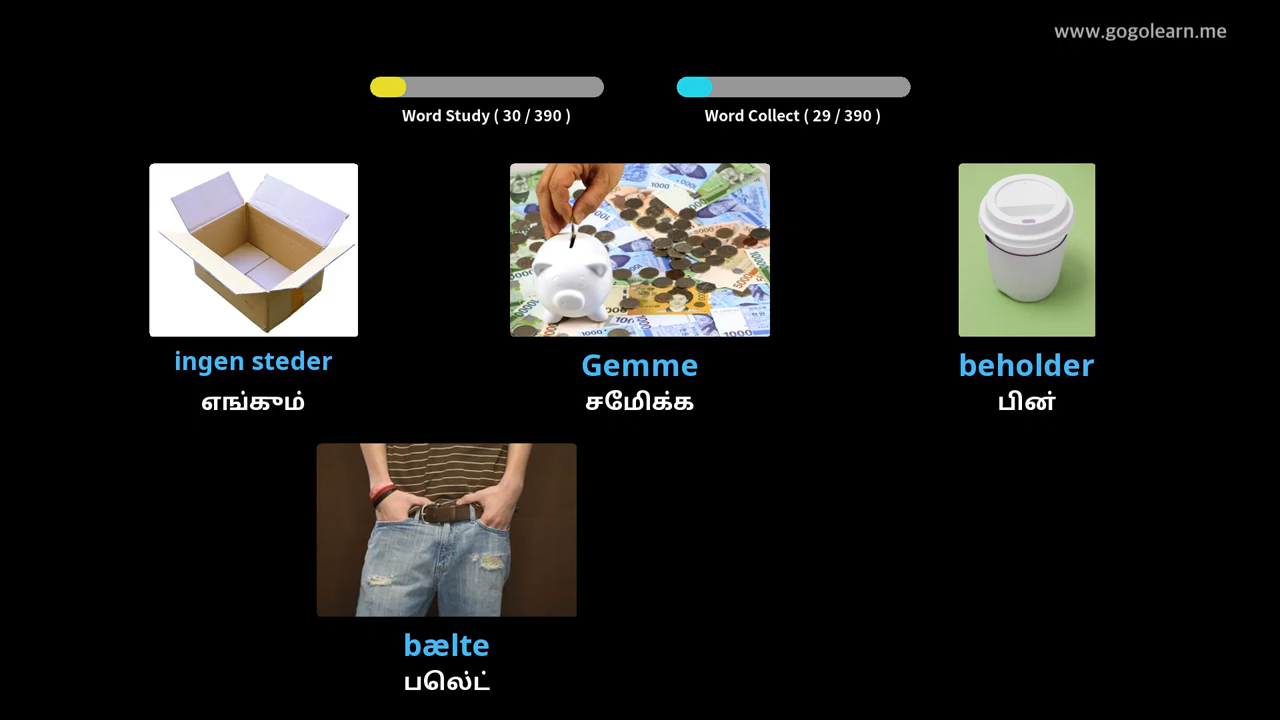 www.gogolearn.me
Word Study ( 30 / 390 )
Word Collect ( 29 / 390 )
ingen steder
எங்கும்
Gemme
சமேிக்க
beholder
பின்
bælte
பலெ்ட்